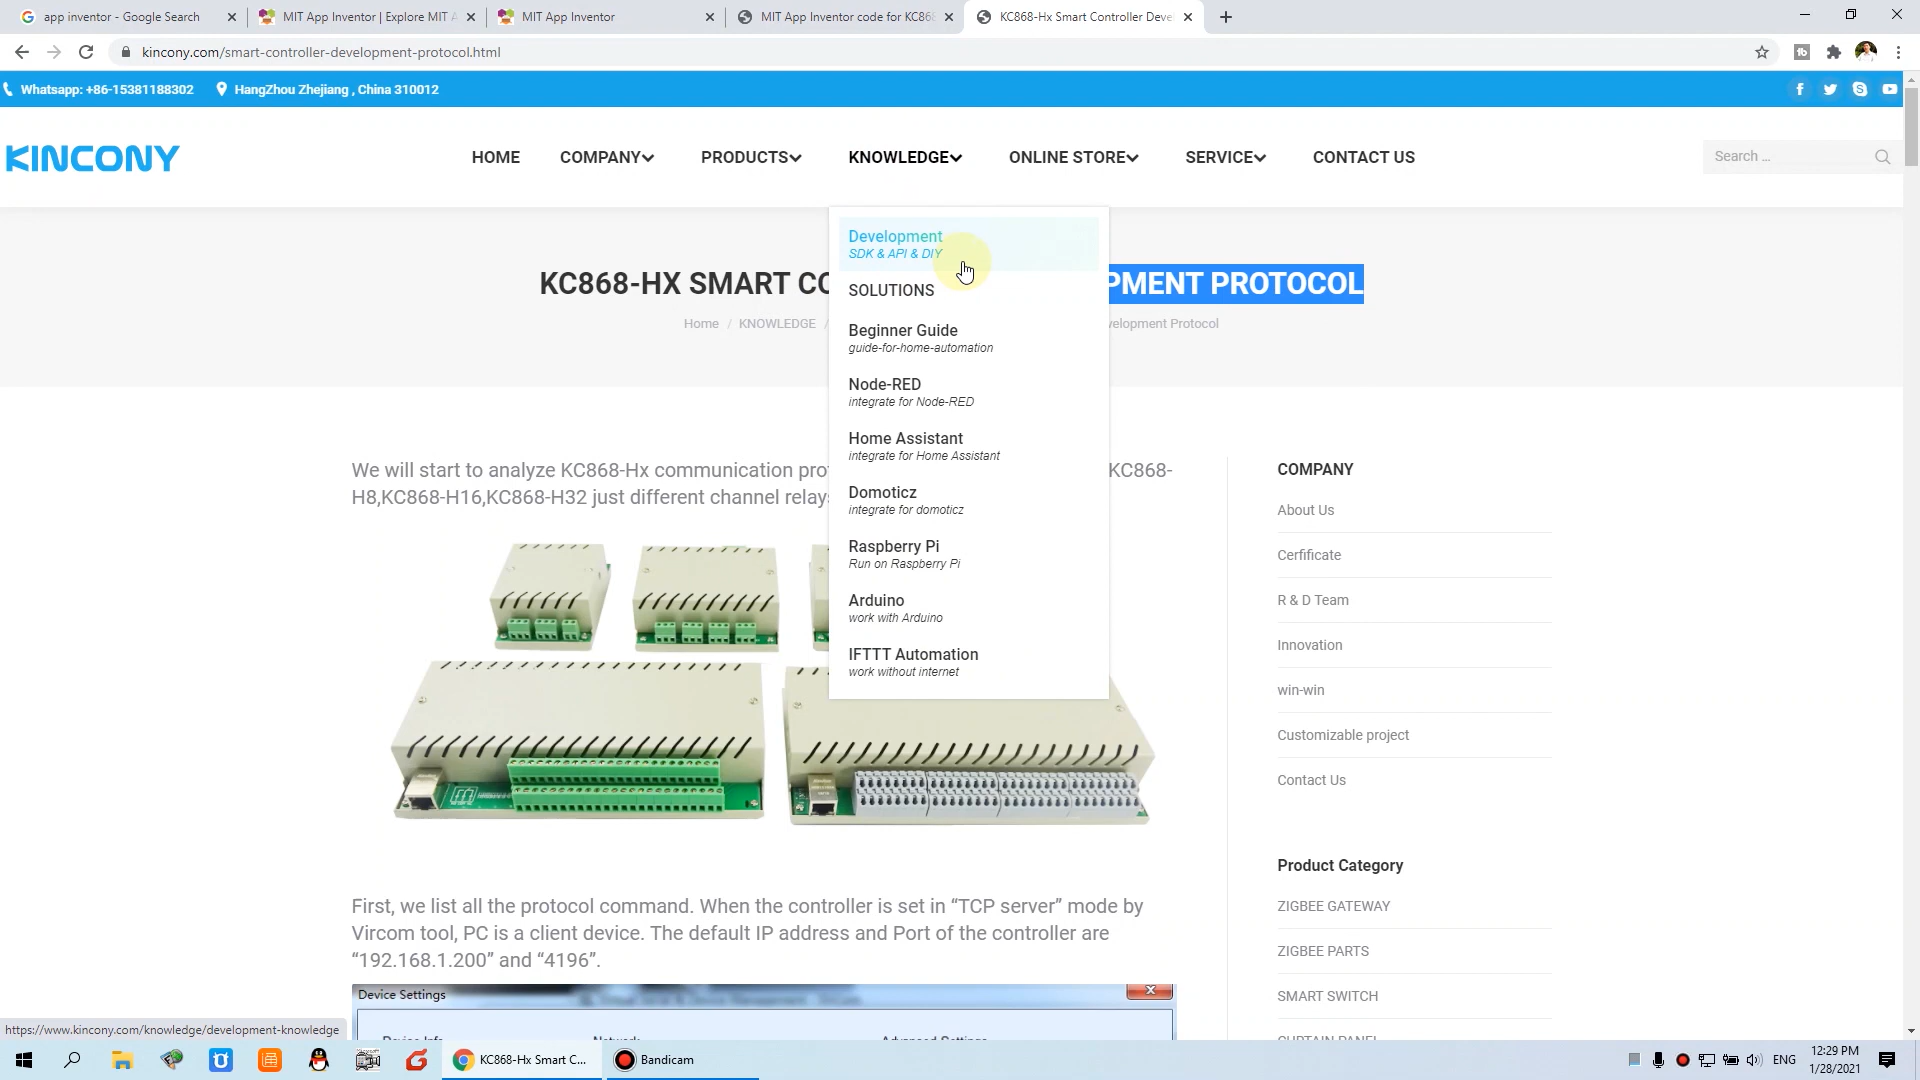 app inventor - Google Search
MIT App Inventor | Explore MIT A
MIT App Inventor
MIT App Inventor code for KC868
KC868-Hx Smart Controller Deve
kincony.com/smart-controller-development-protocol.html
Whatsapp: +86-15381188302
HangZhou Zhejiang , China 310012
KINCONY
HOME
COMPANY
PRODUCTS
KNOWLEDGE
ONLINE STORE
SERVICE
CONTACT US
Search ...
Development
SDK & API & DIY
SOLUTIONS
Beginner Guide
guide-for-home-automation
Node-RED
integrate for Node-RED
Home Assistant
integrate for Home Assistant
Domoticz
integrate for domoticz
Raspberry Pi
Run on Raspberry Pi
Arduino
work with Arduino
IFTTT Automation
work without internet
KC868-HX SMART CO PMENT PROTOCOL
Home / KNOWLEDGE / velopment Protocol
We will start to analyze KC868-Hx communication pro KC868-
H8,KC868-H16,KC868-H32 just different channel relays
First, we list all the protocol command. When the controller is set in “TCP server” mode by
Vircom tool, PC is a client device. The default IP address and Port of the controller are
“192.168.1.200” and “4196”.
Device Settings
COMPANY
About Us
Cerfificate
R & D Team
Innovation
win-win
Customizable project
Contact Us
Product Category
ZIGBEE GATEWAY
ZIGBEE PARTS
SMART SWITCH
CURTAIN PANEL
https://www.kincony.com/knowledge/development-knowledge
KC868-Hx Smart C...
Bandicam
ENG
12:29 PM
1/28/2021